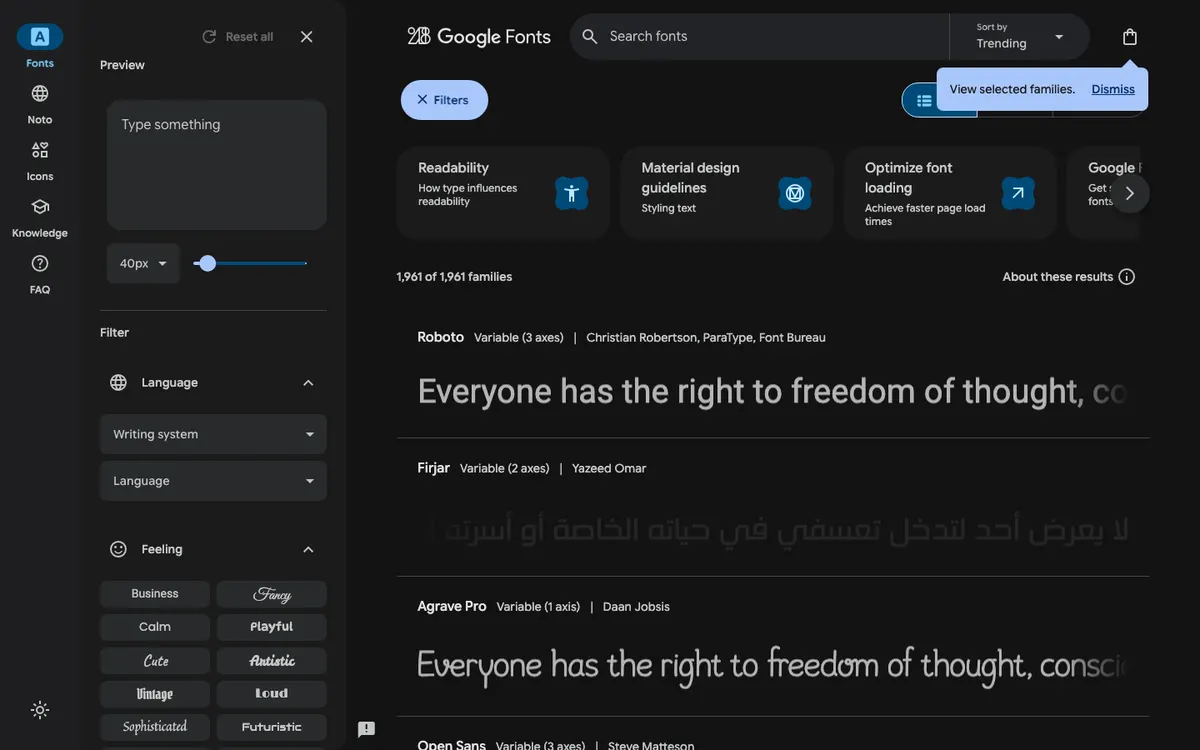 Fonts
Noto
Icons
Knowledge
FAQ
Reset all
Preview
Type something
40px
Filter
Language
Writing system
Language
Feeling
Business
Fancy
Calm
Playful
Cute
Artistic
Vintage
Loud
Sophisticated
Futuristic
Google Fonts
Search fonts
Sort by
Trending
View selected families. Dismiss
Filters
Readability
How type influences
readability
Material design
guidelines
Styling text
Optimize font
loading
Achieve faster page load
times
Google
Get
fonts
1,961 of 1,961 families
About these results
Roboto Variable (3 axes) | Christian Robertson, ParaType, Font Bureau
Everyone has the right to freedom of thought, co
Firjar Variable (2 axes) | Yazeed Omar
لا يعرض أحد لتدخل تعسفي في حياته الخاصة أو أسرته أ
Agrave Pro Variable (1 axis) | Daan Jobsis
Everyone has the right to freedom of thought, consci
Open Sans Variable (3 axes) | Steve Matteson